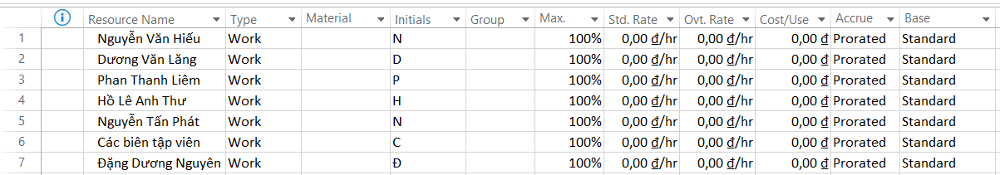 Resource Name Type Material Initials Group Max. Std. Rate Ovt. Rate Cost/Use Accrue Base
1 Nguyễn Văn Hiếu Work N 100% 0,00 ₫/hr 0,00 ₫/hr 0,00 ₫ Prorated Standard
2 Dương Văn Lăng Work D 100% 0,00 ₫/hr 0,00 ₫/hr 0,00 ₫ Prorated Standard
3 Phan Thanh Liêm Work P 100% 0,00 ₫/hr 0,00 ₫/hr 0,00 ₫ Prorated Standard
4 Hồ Lê Anh Thư Work H 100% 0,00 ₫/hr 0,00 ₫/hr 0,00 ₫ Prorated Standard
5 Nguyễn Tấn Phát Work N 100% 0,00 ₫/hr 0,00 ₫/hr 0,00 ₫ Prorated Standard
6 Các biên tập viên Work C 100% 0,00 ₫/hr 0,00 ₫/hr 0,00 ₫ Prorated Standard
7 Đặng Dương Nguyên Work Đ 100% 0,00 ₫/hr 0,00 ₫/hr 0,00 ₫ Prorated Standard